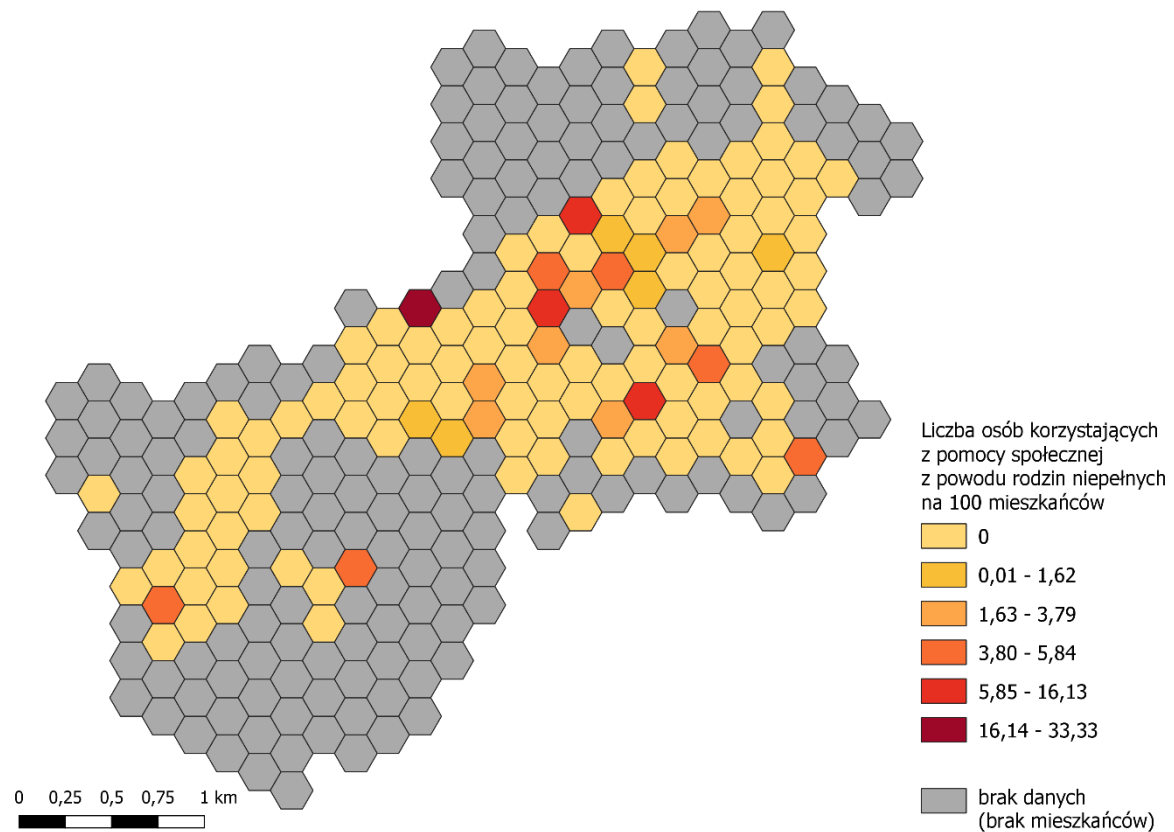 Liczba osób korzystających
z pomocy społecznej
z powodu rodzin niepełnych
na 100 mieszkańców
0
0,01 - 1,62
1,63 - 3,79
3,80 - 5,84
5,85 - 16,13
16,14 - 33,33
brak danych
(brak mieszkańców)
0 0,25 0,5 0,75 1 km